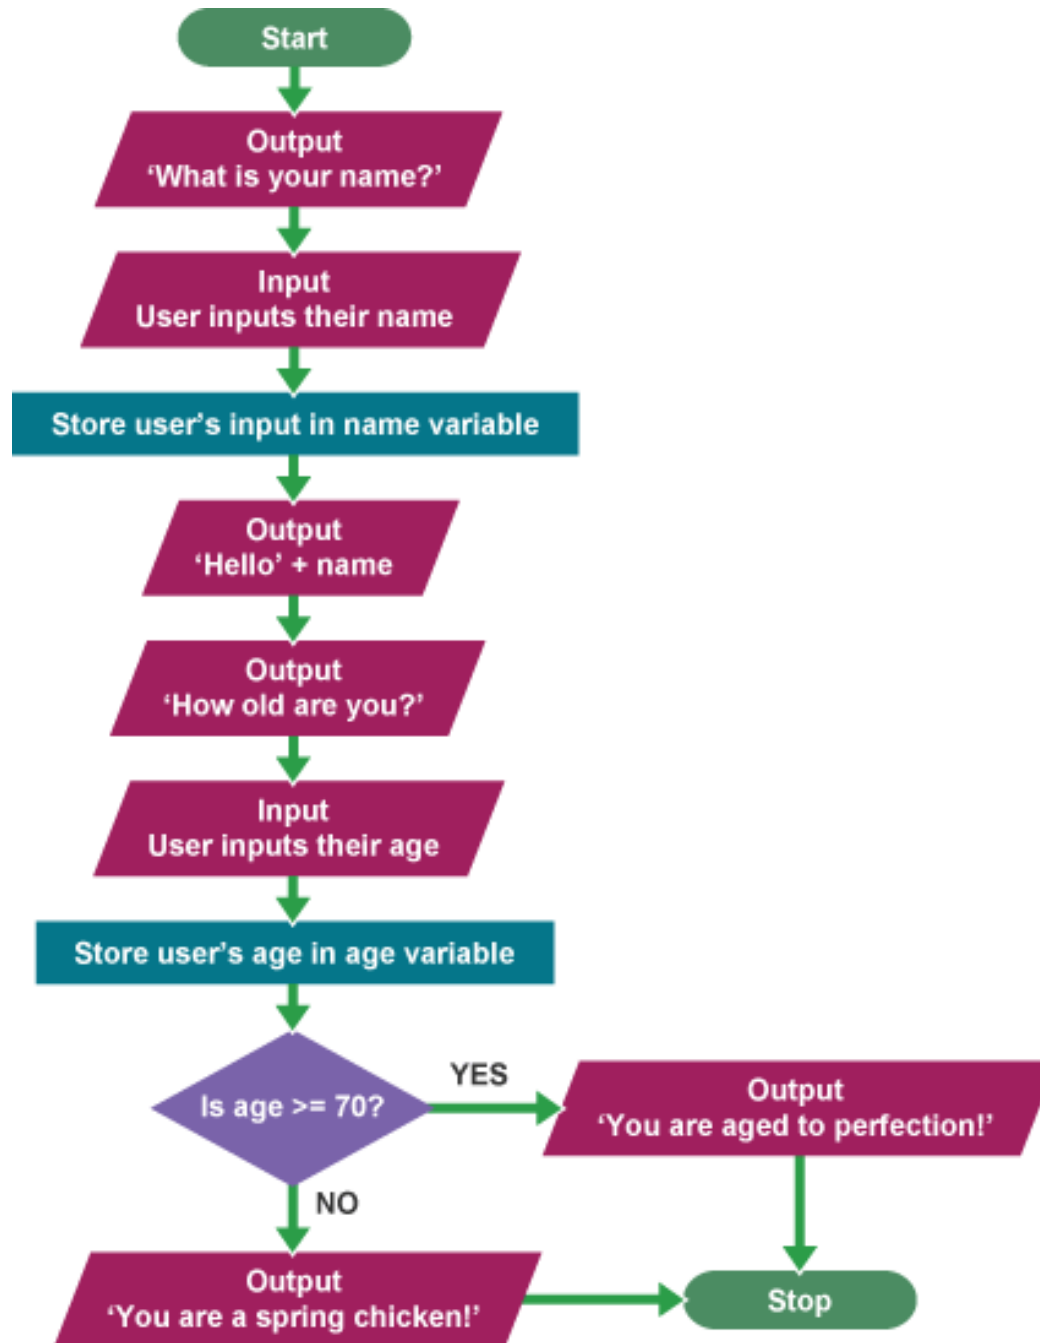 Start
Output
‘What is your name?’
Input
User inputs their name
Store user’s input in name variable
Output
‘Hello’ + name
Output
‘How old are you?’
Input
User inputs their age
Store user’s age in age variable
Is age >= 70?
YES
Output
‘You are aged to perfection!’
NO
Output
‘You are a spring chicken!’
Stop